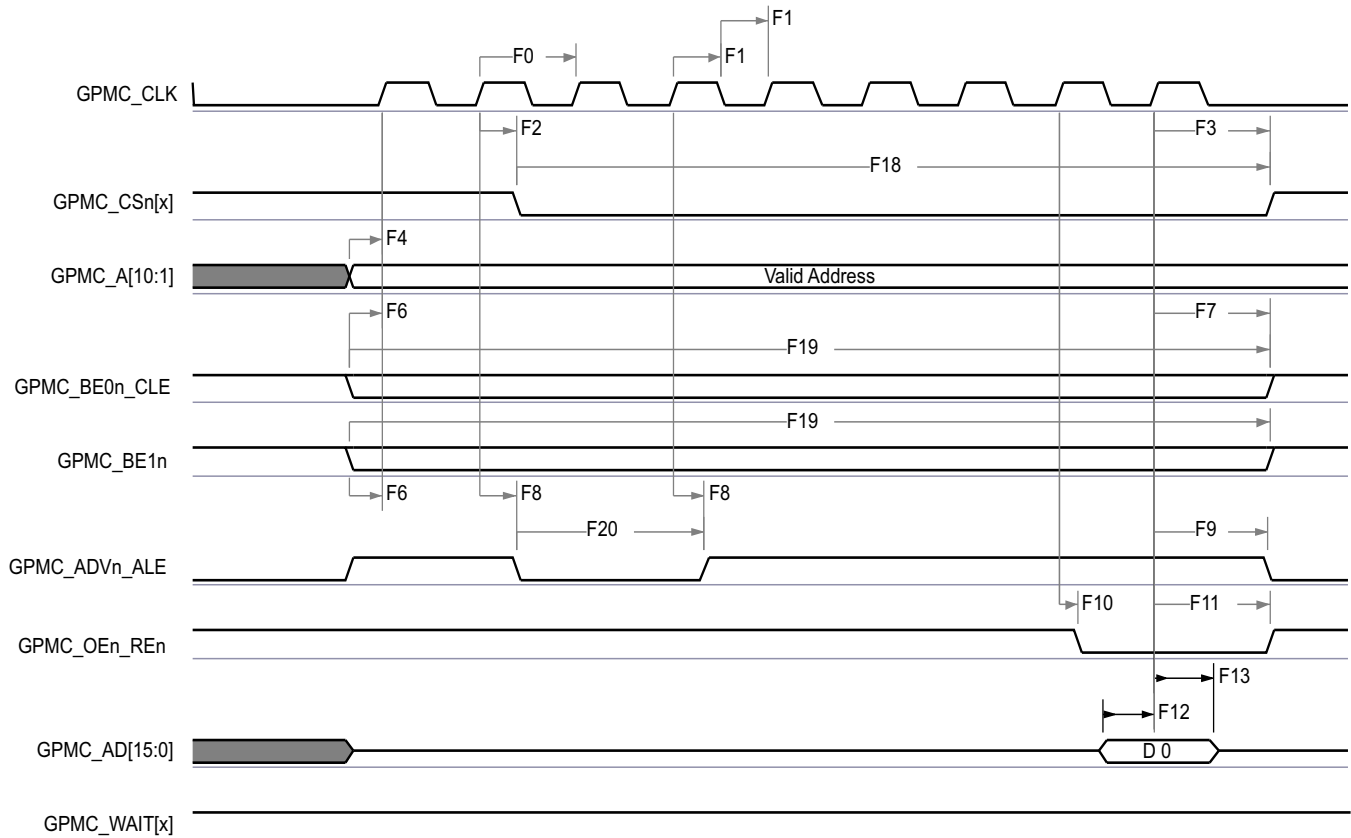 F1
F0
F1
GPMC_CLK
F2
F3
F18
GPMC_CSn[x]
F4
GPMC_A[10:1]
Valid Address
F6
F7
F19
GPMC_BE0n_CLE
F19
GPMC_BE1n
F6
F8
F8
F20
F9
GPMC_ADVn_ALE
F10
F11
GPMC_OEn_REn
F13
F12
GPMC_AD[15:0]
D 0
GPMC_WAIT[x]